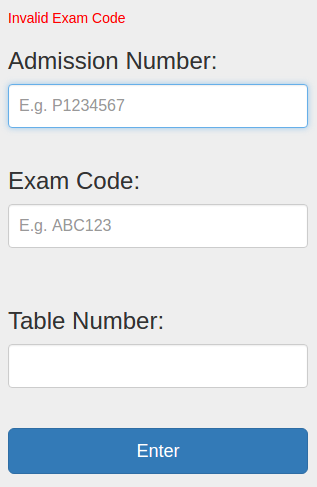 Invalid Exam Code
Admission Number:
E.g. P1234567
Exam Code:
E.g. ABC123
Table Number:
Enter